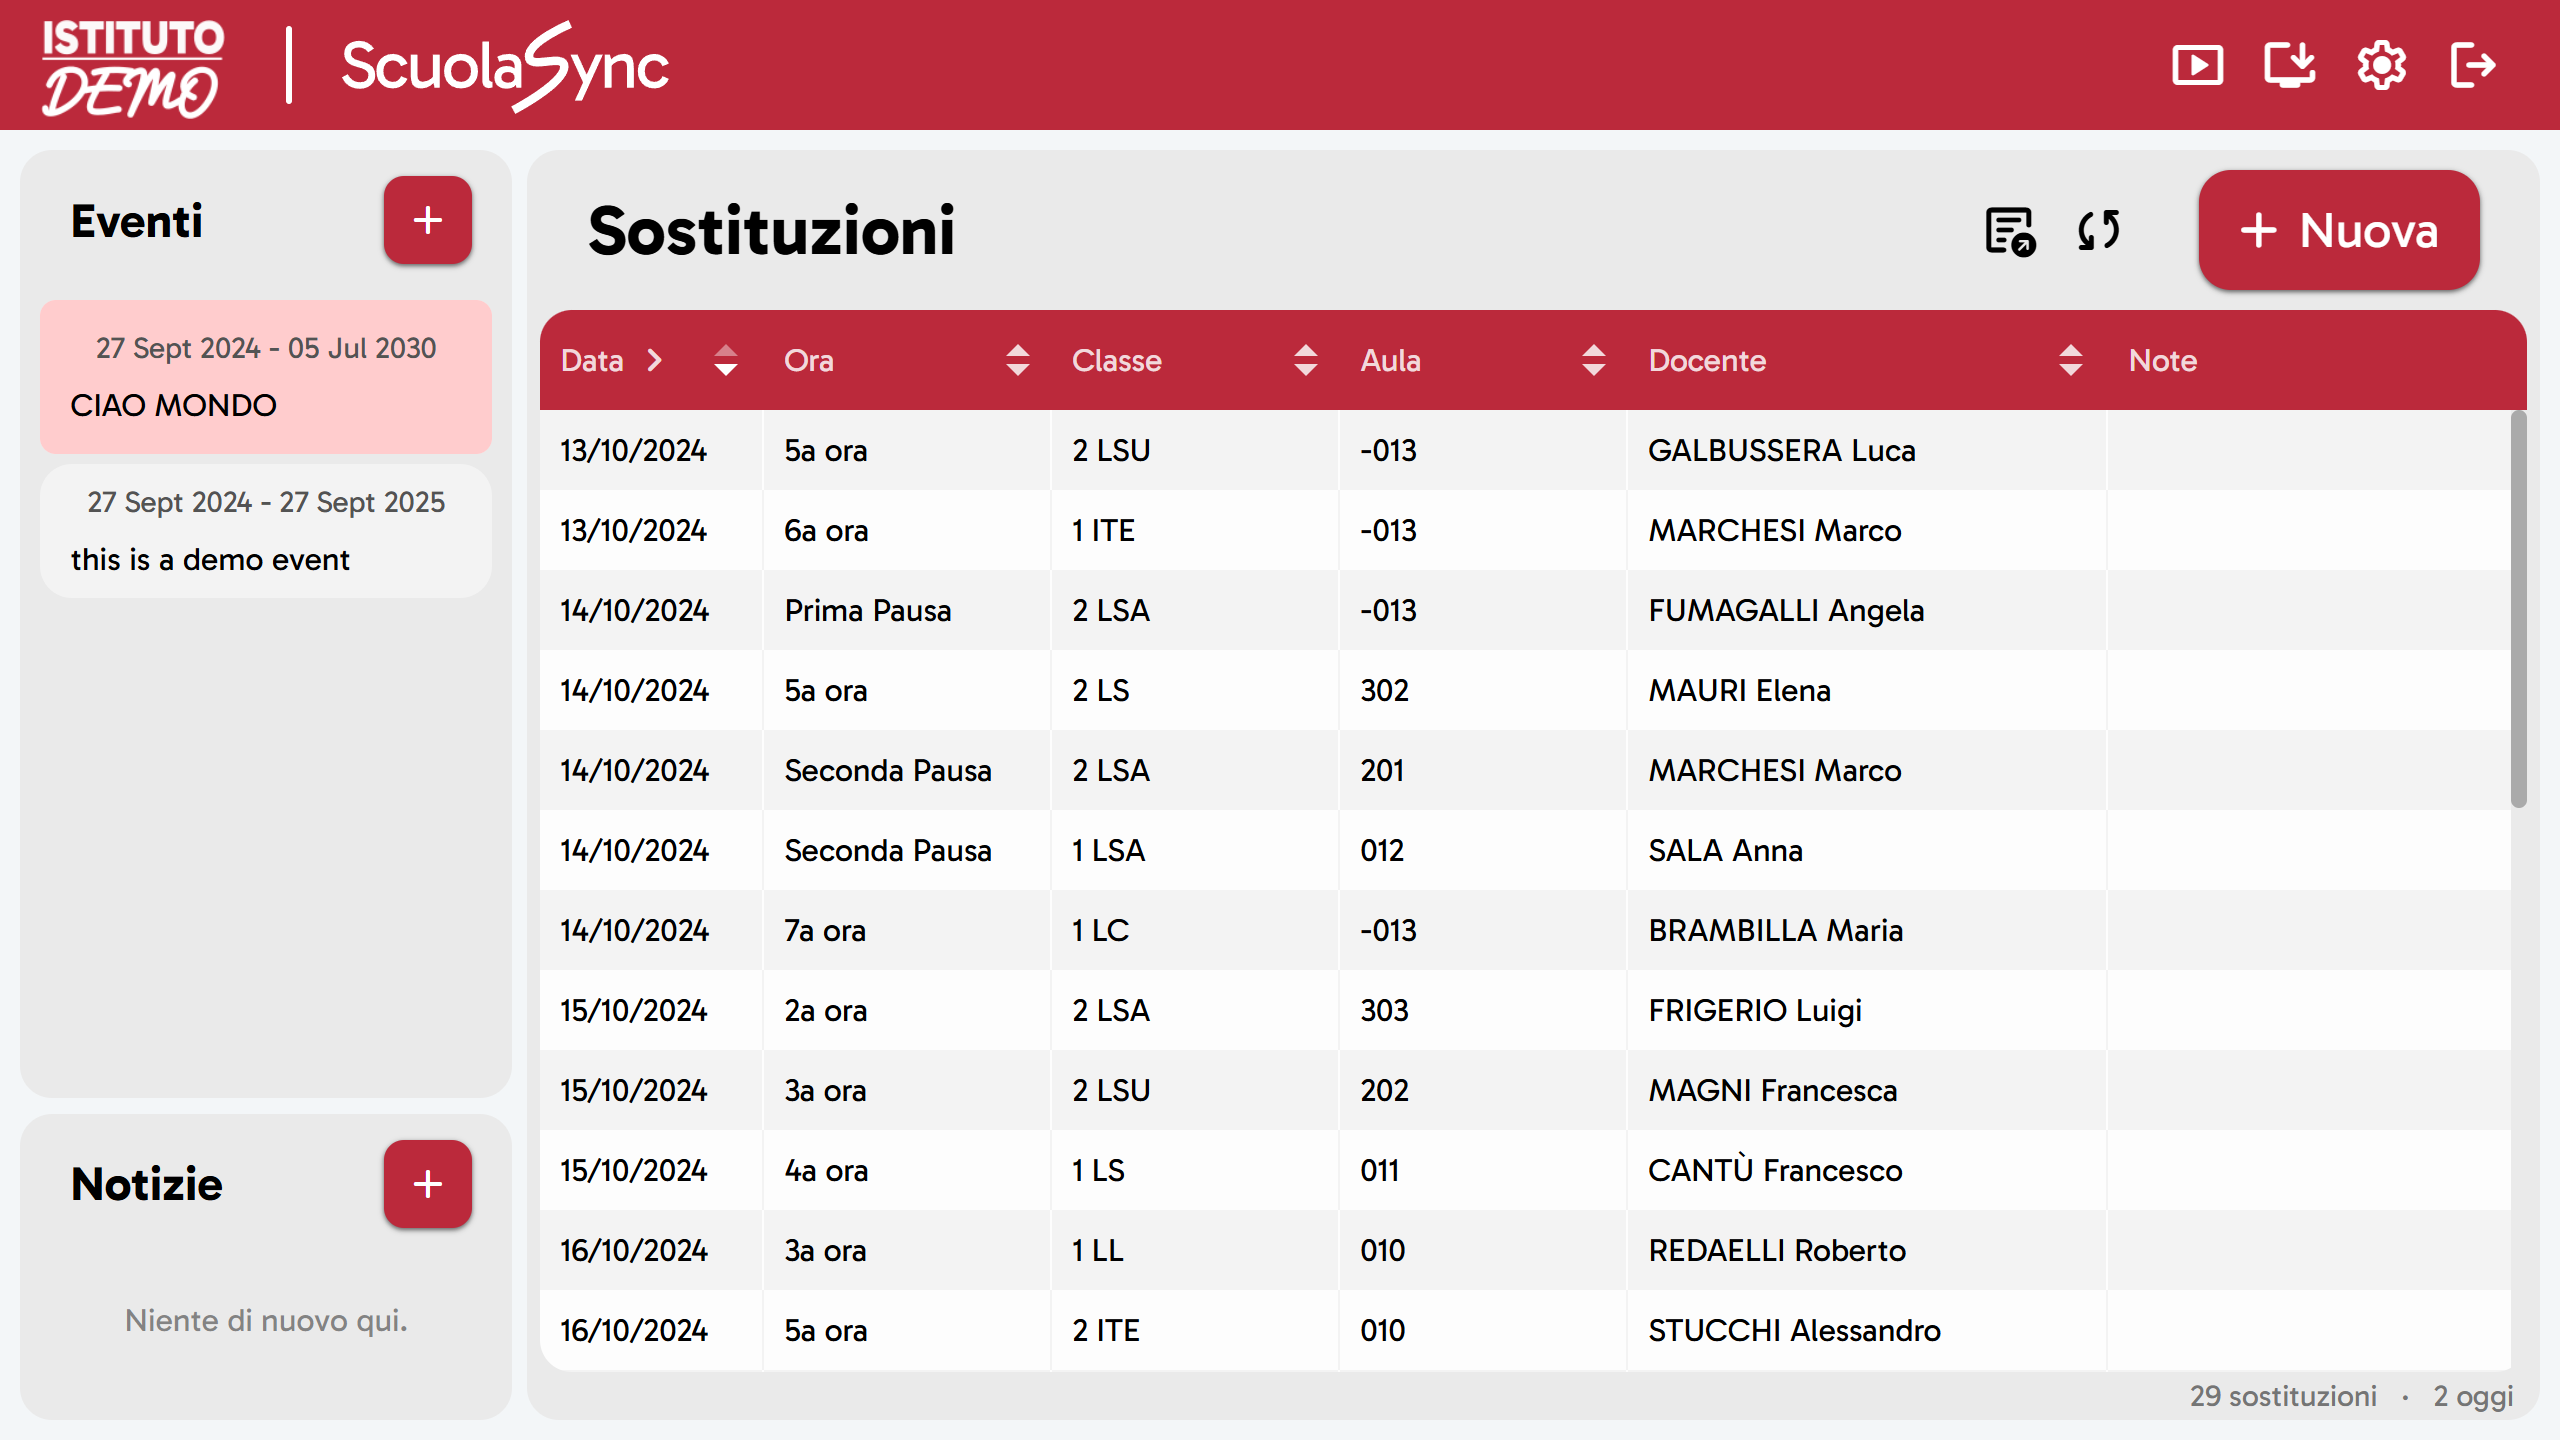 ISTITUTO
DEMO
ScuolaSync
Eventi
27 Sept 2024 - 05 Jul 2030
CIAO MONDO
27 Sept 2024 - 27 Sept 2025
this is a demo event
Notizie
Niente di nuovo qui.
Sostituzioni
+ Nuova
Data Ora Classe Aula Docente Note
13/10/2024 5a ora 2 LSU -013 GALBUSSERA Luca
13/10/2024 6a ora 1 ITE -013 MARCHESI Marco
14/10/2024 Prima Pausa 2 LSA -013 FUMAGALLI Angela
14/10/2024 5a ora 2 LS 302 MAURI Elena
14/10/2024 Seconda Pausa 2 LSA 201 MARCHESI Marco
14/10/2024 Seconda Pausa 1 LSA 012 SALA Anna
14/10/2024 7a ora 1 LC -013 BRAMBILLA Maria
15/10/2024 2a ora 2 LSA 303 FRIGERIO Luigi
15/10/2024 3a ora 2 LSU 202 MAGNI Francesca
15/10/2024 4a ora 1 LS 011 CANTÙ Francesco
16/10/2024 3a ora 1 LL 010 REDAELLI Roberto
16/10/2024 5a ora 2 ITE 010 STUCCHI Alessandro
29 sostituzioni · 2 oggi